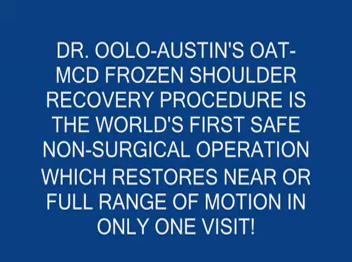 DR. OOLO-AUSTIN'S OAT-
MCD FROZEN SHOULDER
RECOVERY PROCEDURE IS
THE WORLD'S FIRST SAFE
NON-SURGICAL OPERATION
WHICH RESTORES NEAR OR
FULL RANGE OF MOTION IN
ONLY ONE VISIT!